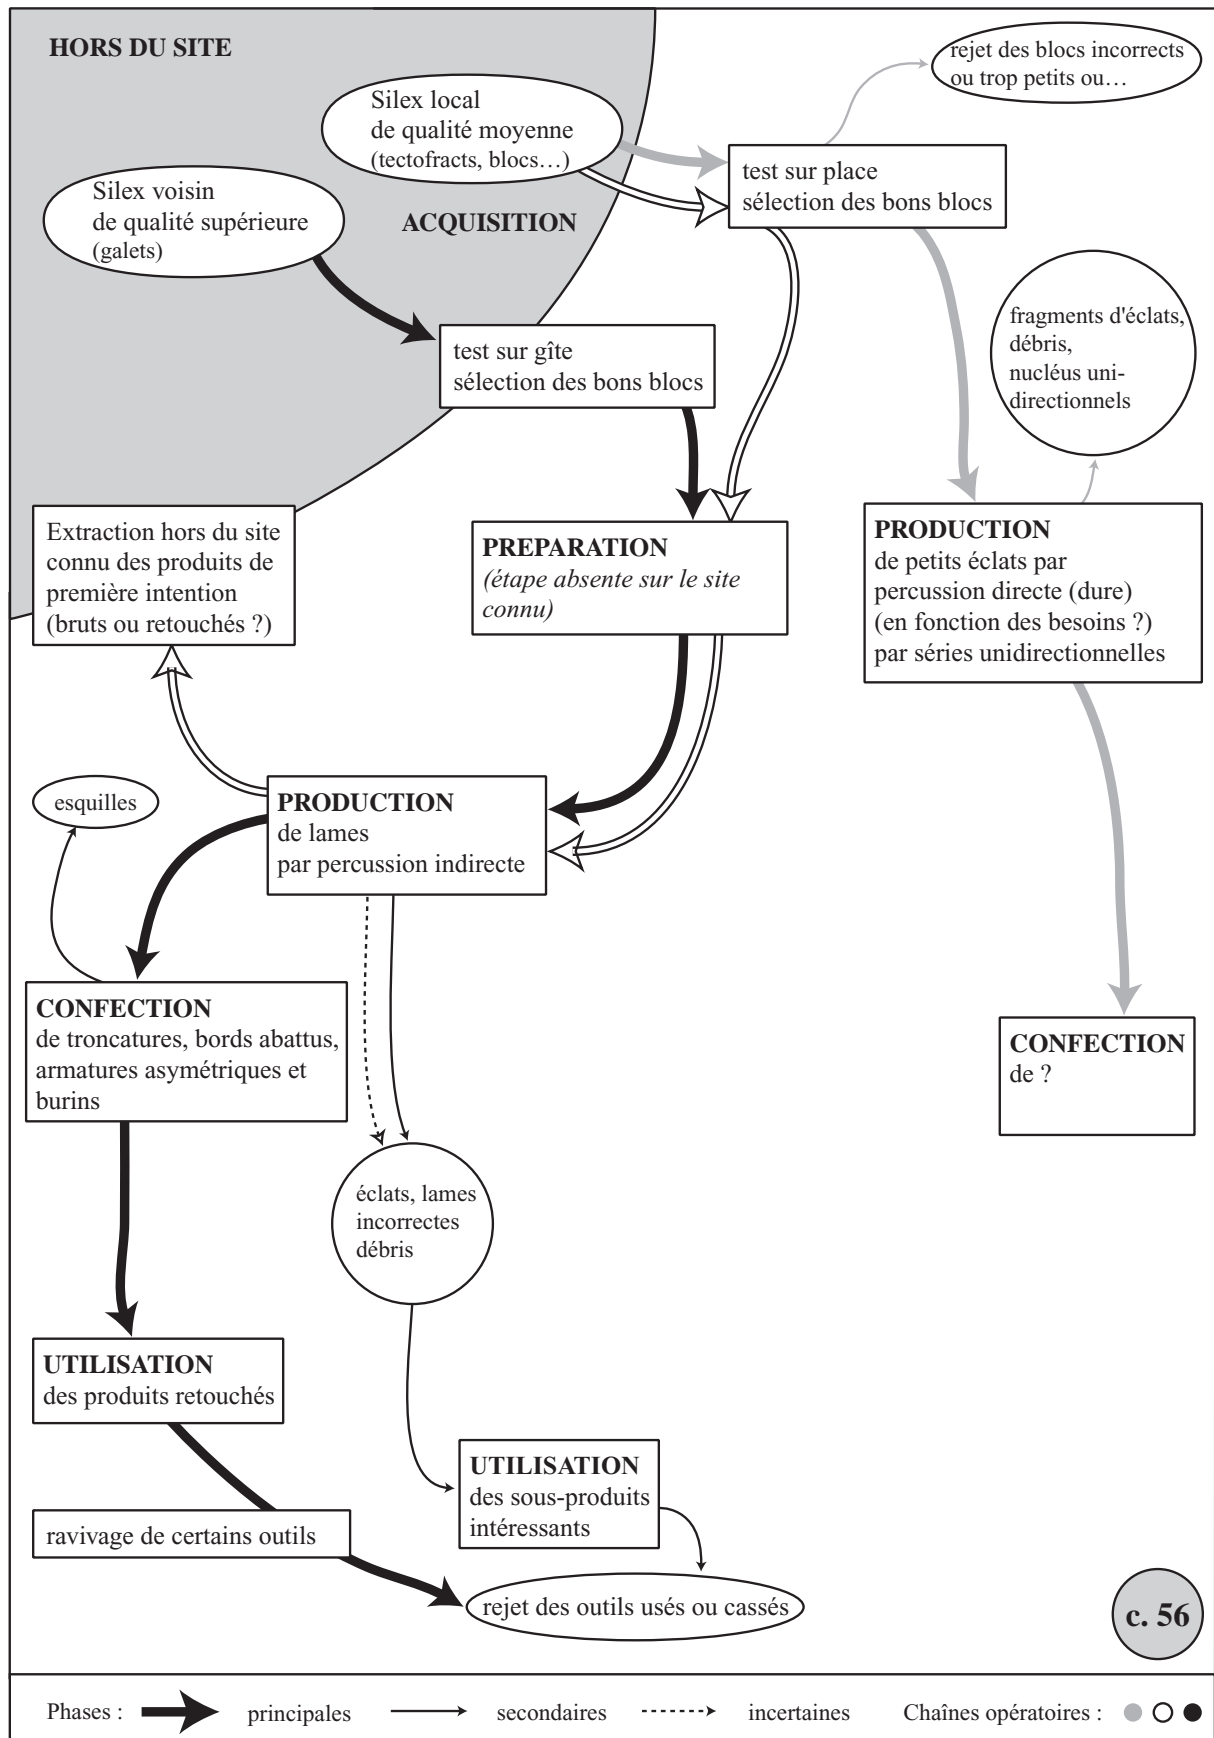 HORS DU SITE
rejet des blocs incorrects
ou trop petits ou…
Silex local
de qualité moyenne
(tectofracts, blocs…)
test sur place
sélection des bons blocs
Silex voisin
de qualité supérieure
(galets)
ACQUISITION
fragments d'éclats,
débris,
nucléus uni-
directionnels
test sur gîte
sélection des bons blocs
Extraction hors du site
connu des produits de
première intention
(bruts ou retouchés ?)
PREPARATION
(étape absente sur le site
connu)
PRODUCTION
de petits éclats par
percussion directe (dure)
(en fonction des besoins ?)
par séries unidirectionnelles
esquilles
PRODUCTION
de lames
par percussion indirecte
CONFECTION
de troncatures, bords abattus,
armatures asymétriques et
burins
CONFECTION
de ?
éclats, lames
incorrectes
débris
UTILISATION
des produits retouchés
UTILISATION
des sous-produits
intéressants
ravivage de certains outils
rejet des outils usés ou cassés
c. 56
Phases : principales secondaires incertaines Chaînes opératoires :